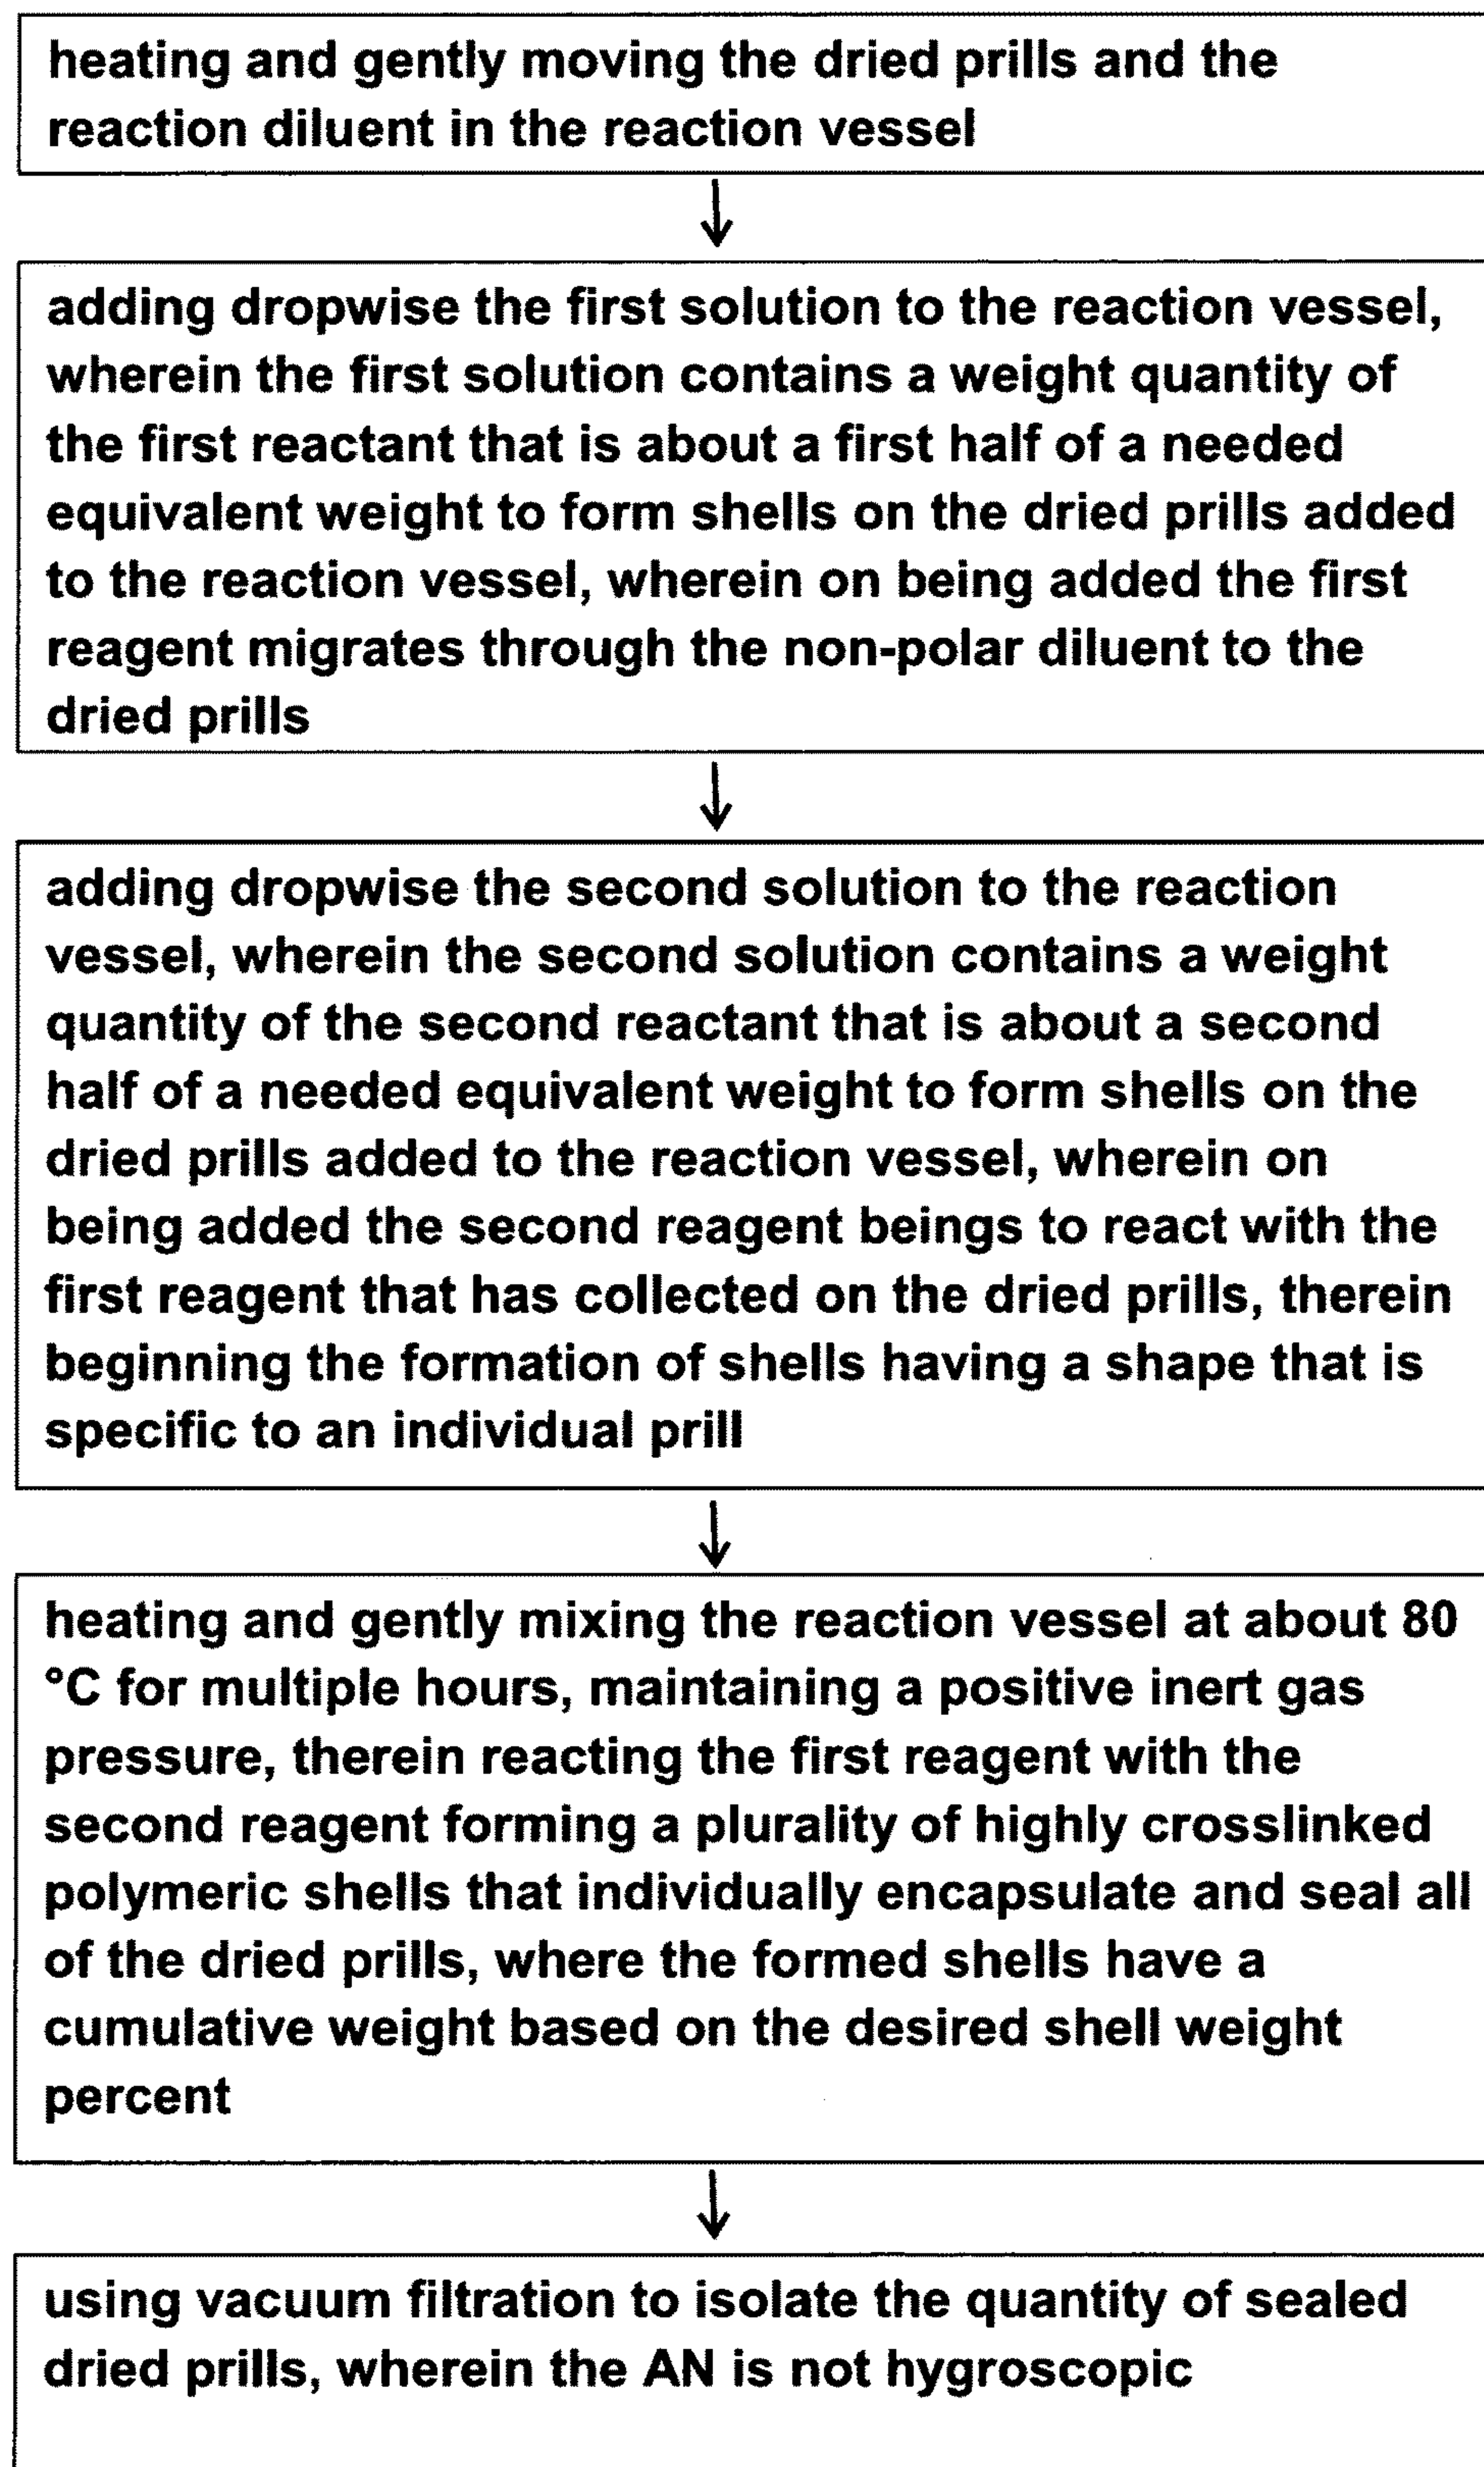 heating and gently moving the dried prills and the
reaction diluent in the reaction vessel
adding dropwise the first solution to the reaction vessel,
wherein the first solution contains a weight quantity of
the first reactant that is about a first half of a needed
equivalent weight to form shells on the dried prills added
to the reaction vessel, wherein on being added the first
reagent migrates through the non-polar diluent to the
dried prills
adding dropwise the second solution to the reaction
vessel, wherein the second solution contains a weight
quantity of the second reactant that is about a second
half of a needed equivalent weight to form shells on the
dried prills added to the reaction vessel, wherein on
being added the second reagent beings to react with the
first reagent that has collected on the dried prills, therein
beginning the formation of shells having a shape that is
specific to an individual prill
heating and gently mixing the reaction vessel at about 80
°C for multiple hours, maintaining a positive inert gas
pressure, therein reacting the first reagent with the
second reagent forming a plurality of highly crosslinked
polymeric shells that individually encapsulate and seal all
of the dried prills, where the formed shells have a
cumulative weight based on the desired shell weight
percent
using vacuum filtration to isolate the quantity of sealed
dried prills, wherein the AN is not hygroscopic